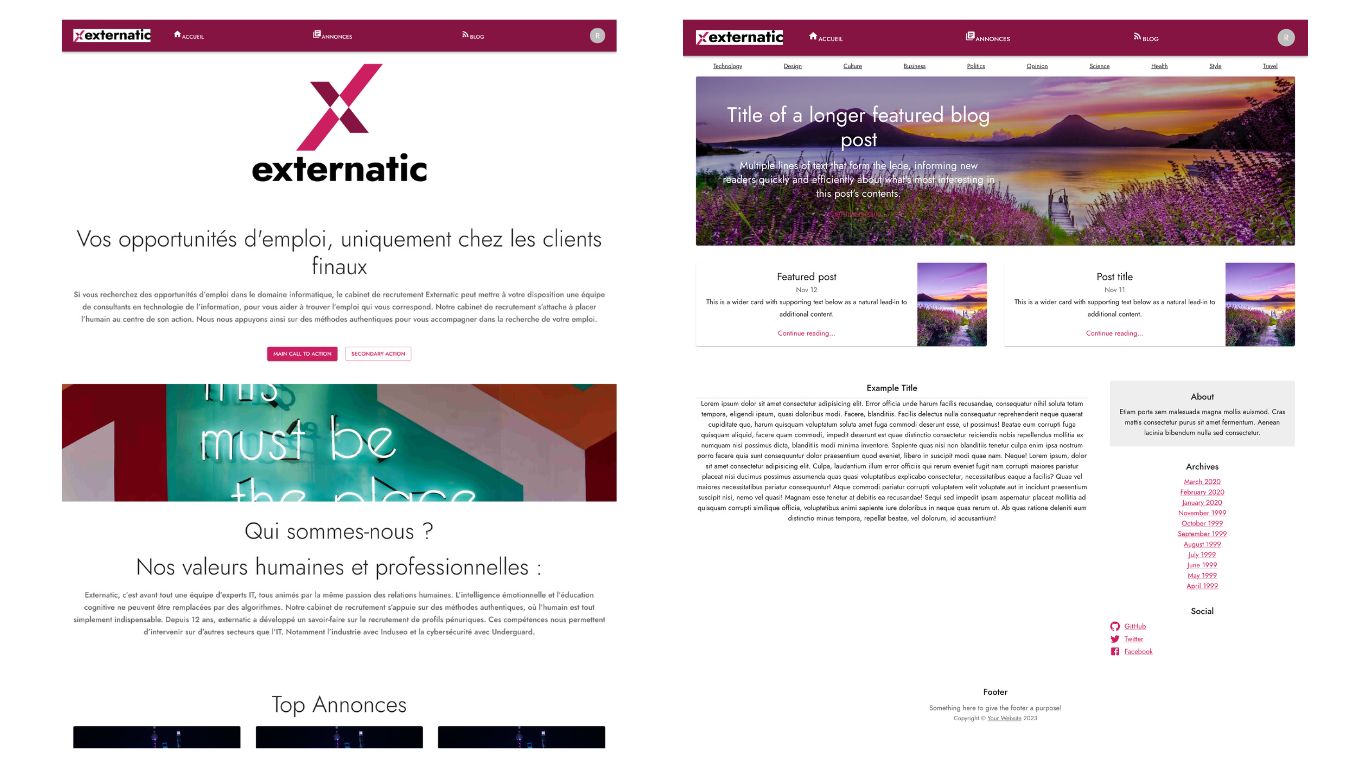 externatic
ACCUEIL
ANNONCES
BLOG
R
externatic
Vos opportunités d'emploi, uniquement chez les clients
finaux
Si vous recherchez des opportunités d'emploi dans le domaine informatique, le cabinet de recrutement Externatic peut mettre à votre disposition une équipe
de consultants en technologie de l'information, pour vous aider à trouver l'emploi qui vous correspond. Notre cabinet de recrutement s'attache à placer
l'humain au centre de son action. Nous nous appuyons ainsi sur des méthodes authentiques pour vous accompagner dans la recherche de votre emploi.
MAIN CALL TO ACTION
SECONDARY ACTION
this
must be
the place
Qui sommes-nous ?
Nos valeurs humaines et professionnelles :
Externatic, c'est avant tout une équipe d'experts IT, tous animés par la même passion des relations humaines. L'intelligence émotionnelle et l'éducation
cognitive ne peuvent être remplacées par des algorithmes. Notre cabinet de recrutement s'appuie sur des méthodes authentiques, où l'humain est tout
simplement indispensable. Depuis 12 ans, externatic a développé un savoir-faire sur le recrutement de profils pénuriques. Ces compétences nous permettent
d'intervenir sur d'autres secteurs que l'IT. Notamment l'industrie avec Induseo et la cybersécurité avec Underguard.
Top Annonces
externatic
ACCUEIL
ANNONCES
BLOG
R
Technology
Design
Culture
Business
Politics
Opinion
Science
Health
Style
Travel
Title of a longer featured blog
post
Multiple lines of text that form the lede, informing new
readers quickly and efficiently about what's most interesting in
this post's contents.
Featured post
Nov 12
This is a wider card with supporting text below as a natural lead-in to
additional content.
Continue reading...
Post title
Nov 11
This is a wider card with supporting text below as a natural lead-in to
additional content.
Continue reading...
Example Title
Lorem ipsum dolor sit amet consectetur adipisicing elit. Error officia unde harum facilis recusandae, consequatur nihil soluta totam
tempora, eligendi ipsum, quasi doloribus modi. Facere, blanditiis. Facilis delectus nulla consequatur reprehenderit neque quaerat
cupiditate quo, harum quisquam voluptatum soluta amet fuga commodi deserunt esse, ut possimus! Beatae eum corrupti fuga
quisquam aliquid, facere quam commodi, impedit deserunt est quae distinctio consectetur reiciendis nobis repellendus mollitia ex
numquam nisi possimus dicta, blanditiis modi minima inventore. Sapiente quas nisi non blanditiis tenetur culpa enim ipsa nostrum
porro facere quia sunt consequuntur dolor praesentium quod eveniet, libero in suscipit modi quae nam. Neque! Lorem ipsum, dolor
sit amet consectetur adipisicing elit. Culpa, laudantium illum error officiis qui rerum eveniet fugit nam corrupti maiores pariatur
placeat nisi ducimus possimus assumenda quas quasi voluptatibus explicabo consectetur, necessitatibus eaque a facilis? Quae vel
maiores necessitatibus pariatur consequuntur! Atque commodi pariatur corrupti voluptatem velit voluptate aut in incidunt praesentium
suscipit nisi, nemo vel quasi! Magnam esse tenetur at debitis ea recusandae! Sequi sed impedit ipsam aspernatur placeat mollitia ad
quisquam corrupti similique officia, voluptatibus animi sapiente iure doloribus in neque quas rerum ut. Ab quas ratione deleniti eum
distinctio minus tempora, repellat beatae, vel dolorum, id accusantium!
About
Etiam porta sem malesuada magna mollis euismod. Cras
mattis consectetur purus sit amet fermentum. Aenean
lacinia bibendum nulla sed consectetur.
Archives
March 2020
February 2020
January 2020
November 1999
October 1999
September 1999
August 1999
July 1999
June 1999
May 1999
April 1999
Social
GitHub
Twitter
Facebook
Footer
Something here to give the footer a purpose!
Copyright © Your Website 2023